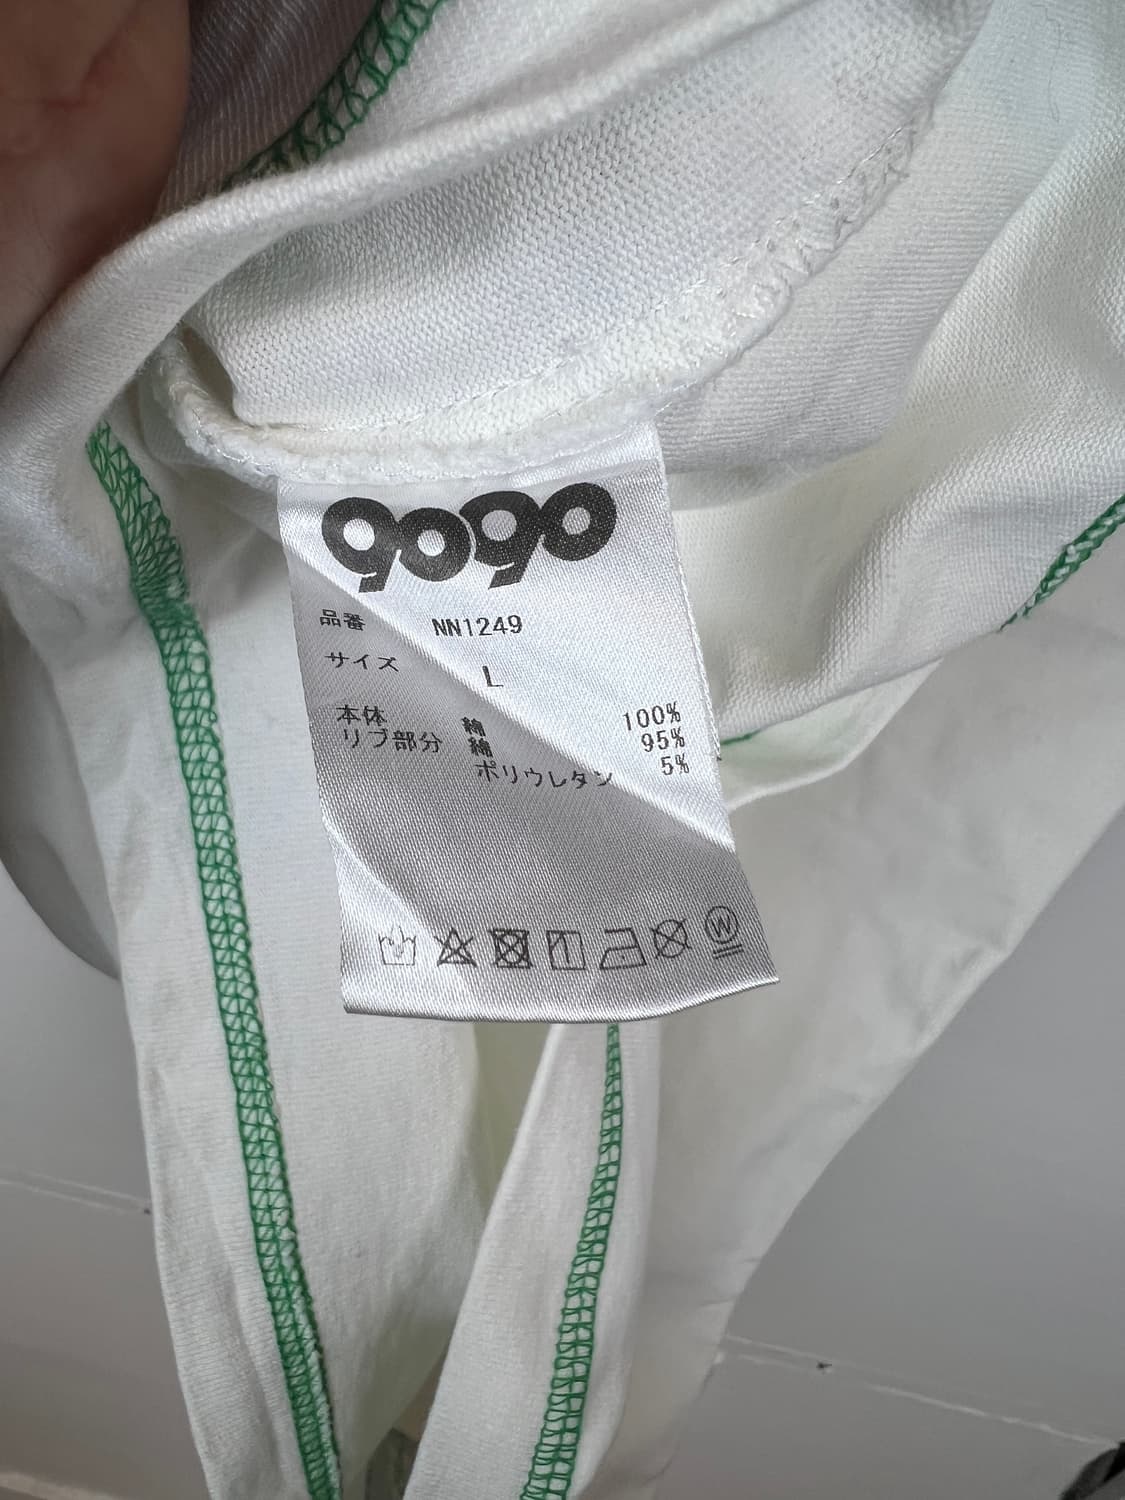 9090
品番 NN1249
サイズ L
本体 綿 100%
リブ部分 綿 95%
ポリウレタン 5%
W